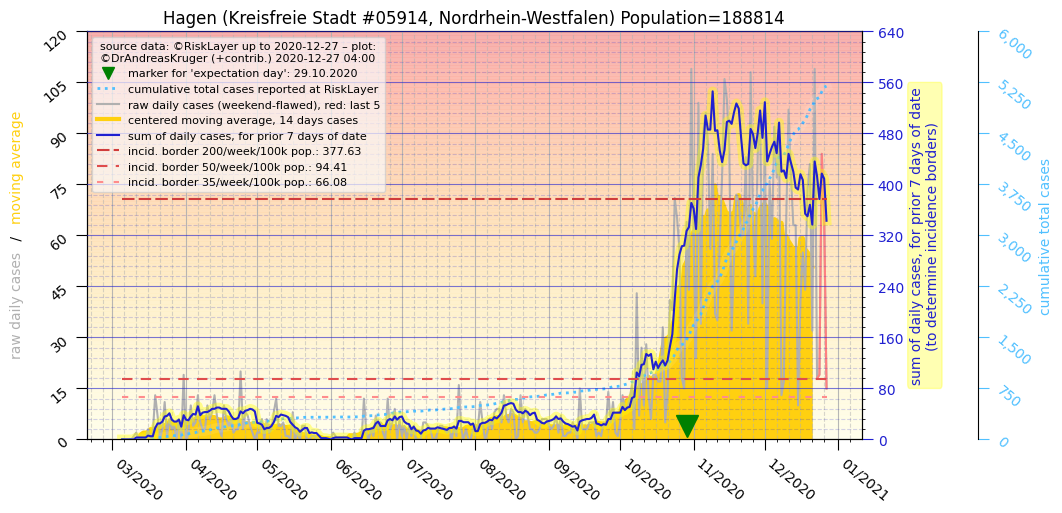 Hagen (Kreisfreie Stadt #05914, Nordrhein-Westfalen) Population=188814
source data: ©RiskLayer up to 2020-12-27 – plot:
©DrAndreasKruger (+contrib.) 2020-12-27 04:00
marker for 'expectation day': 29.10.2020
cumulative total cases reported at RiskLayer
raw daily cases (weekend-flawed), red: last 5
centered moving average, 14 days cases
sum of daily cases, for prior 7 days of date
incid. border 200/week/100k pop.: 377.63
incid. border 50/week/100k pop.: 94.41
incid. border 35/week/100k pop.: 66.08
raw daily cases / moving average
120
105
90
75
60
45
30
15
0
03/2020
04/2020
05/2020
06/2020
07/2020
08/2020
09/2020
10/2020
11/2020
12/2020
01/2021
640
560
480
400
320
240
160
80
0
sum of daily cases, for prior 7 days of date
(to determine incidence borders)
6,000
5,250
4,500
3,750
3,000
2,250
1,500
750
0
cumulative total cases